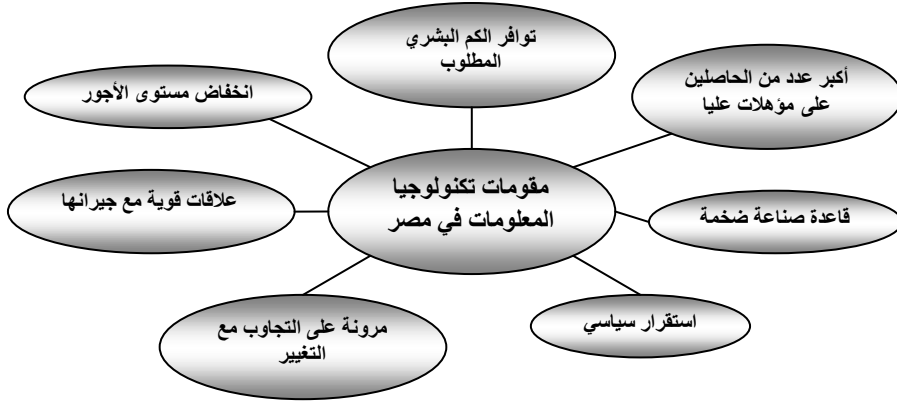 توافر الكم البشري
المطلوب
أكبر عدد من الحاصلين
على مؤهلات عليا
انخفاض مستوى الأجور
مقومات تكنولوجيا
المعلومات في مصر
قاعدة صناعة ضخمة
علاقات قوية مع جيرانها
استقرار سياسي
مرونة على التجاوب مع
التغيير